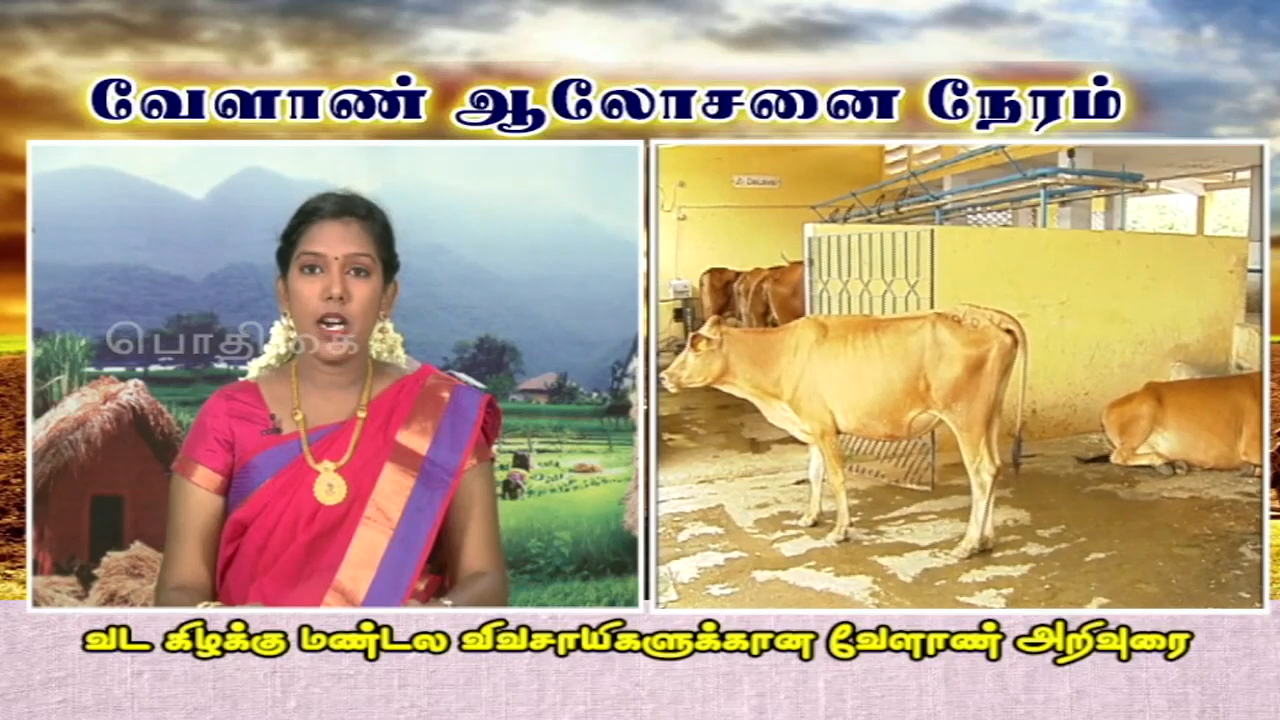 வேளாண் ஆலோசனை நேரம்
பொதிகை
வட கிழக்கு மண்டல விவசாயிகளுக்கான வேளாண் அறிவுரை